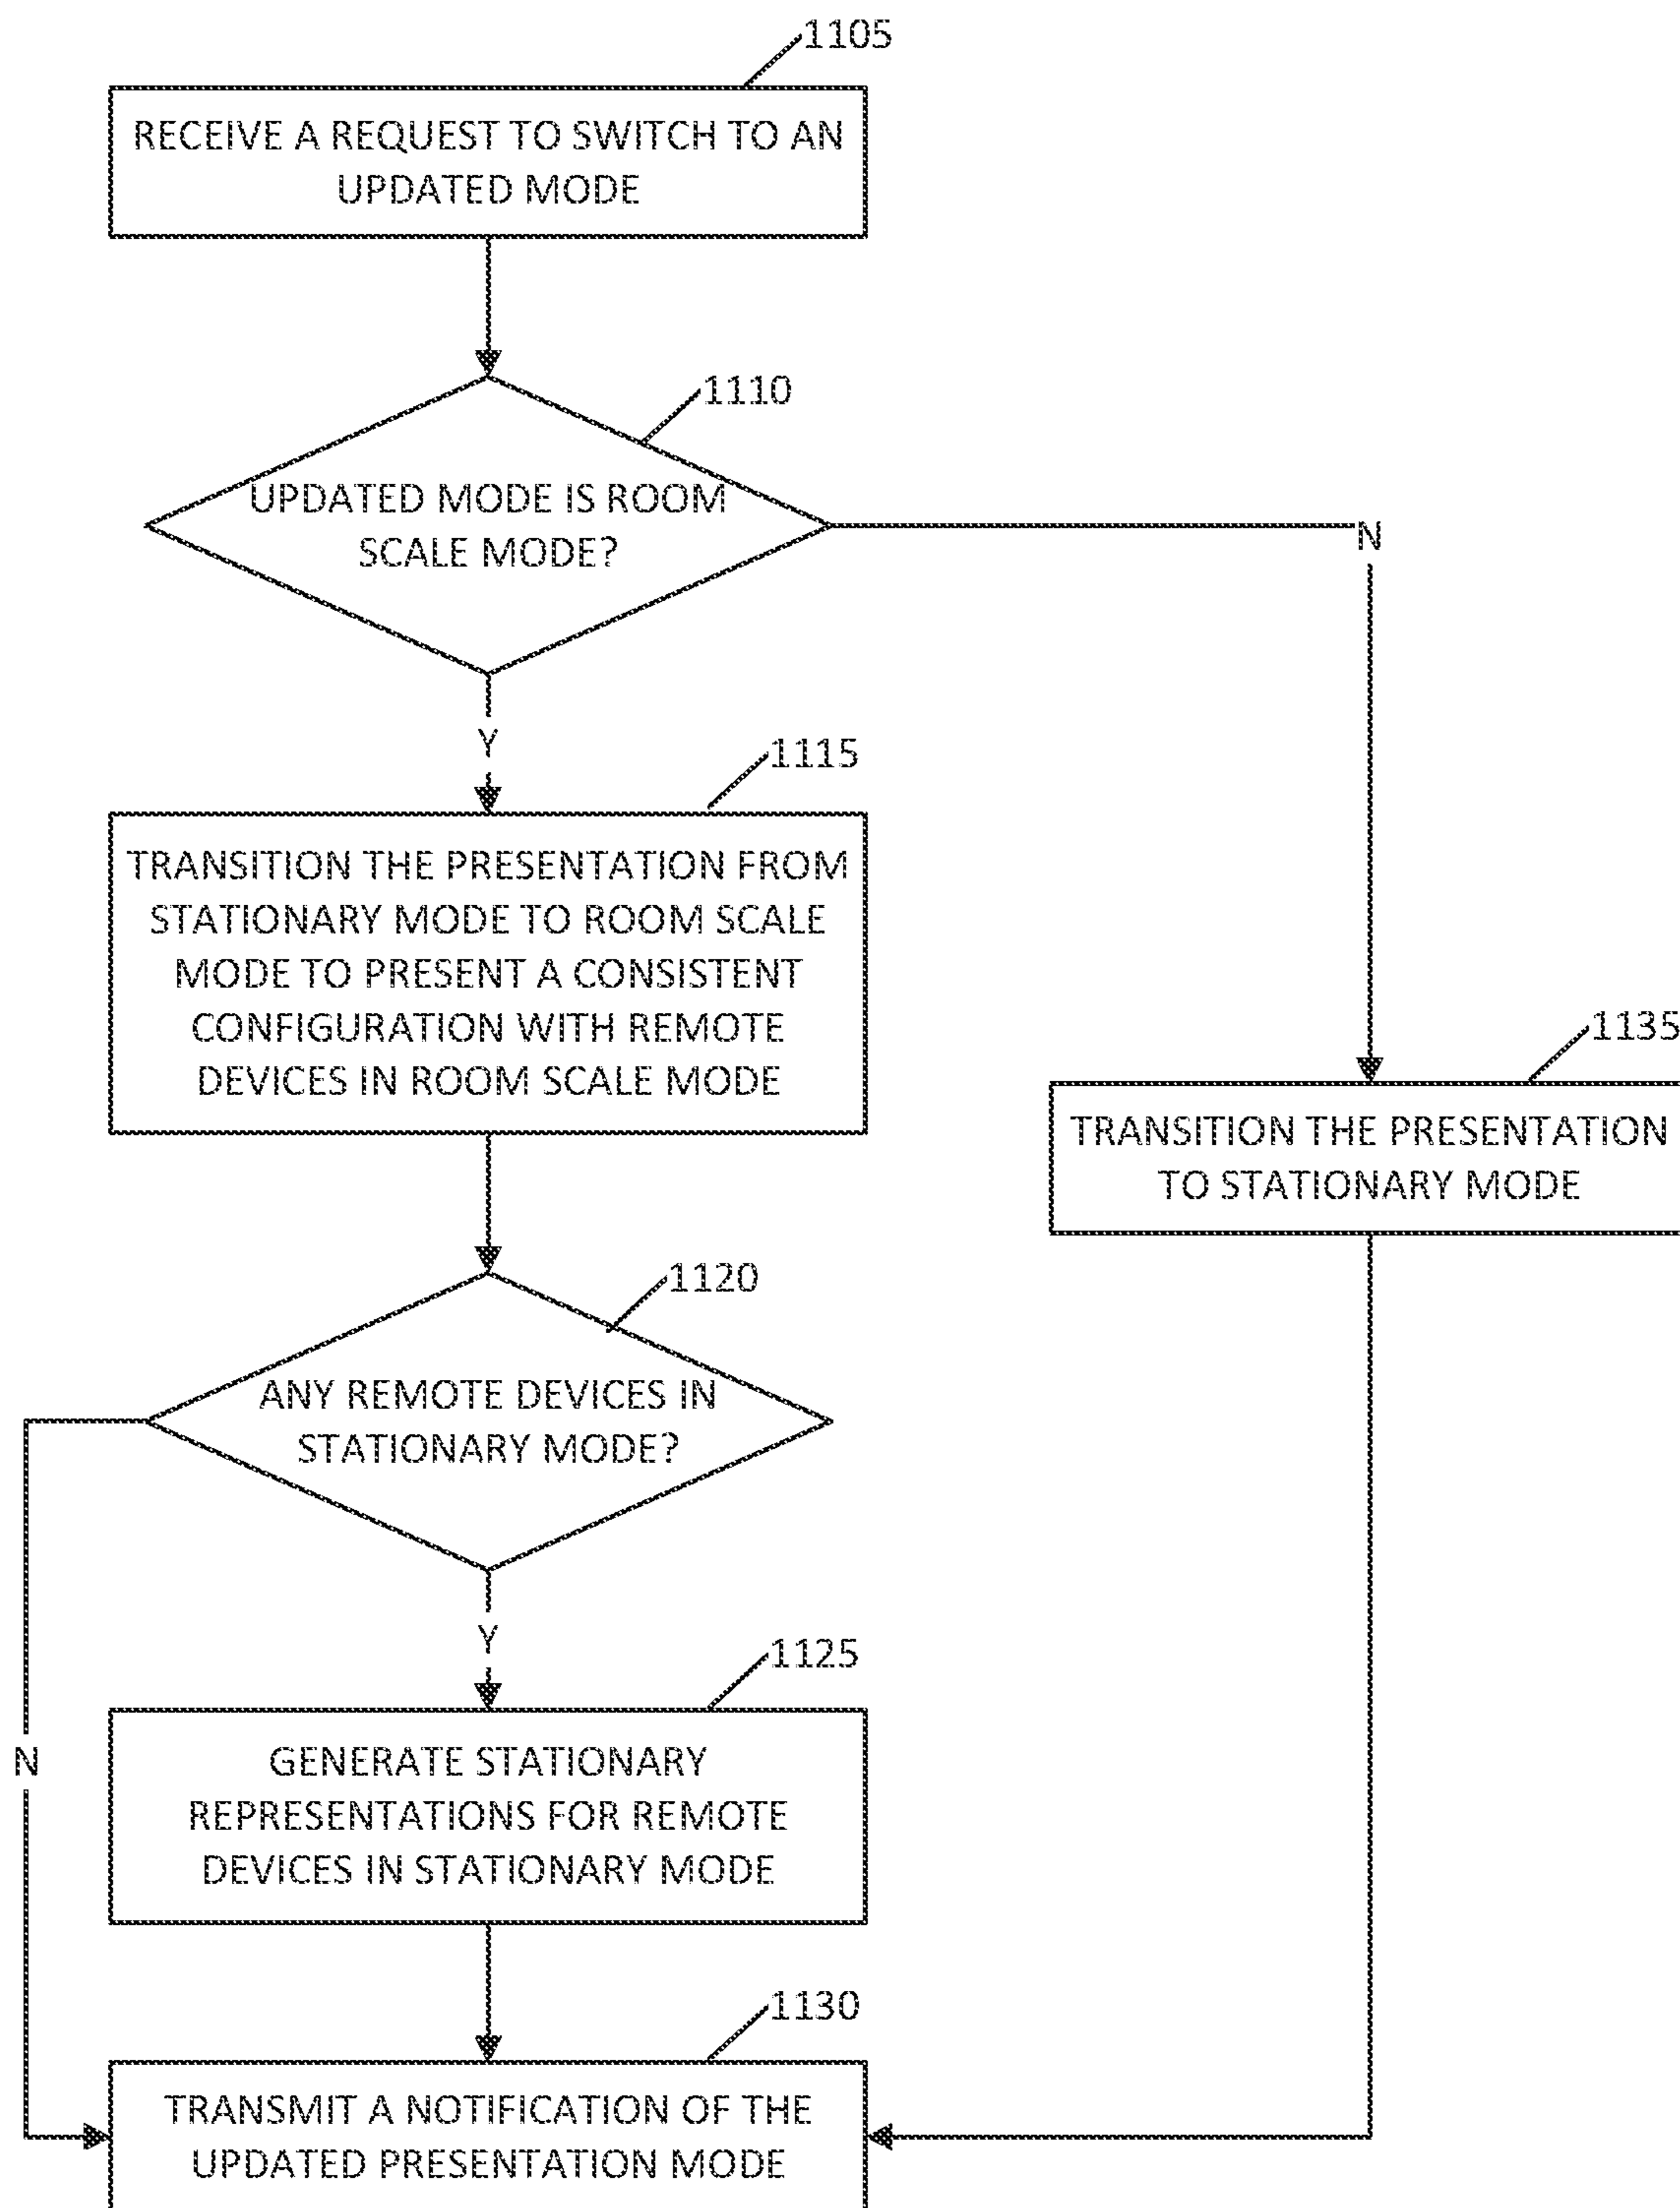 1105
RECEIVE A REQUEST TO SWITCH TO AN
UPDATED MODE
1110
UPDATED MODE IS ROOM
SCALE MODE?
N
Y
1115
TRANSITION THE PRESENTATION FROM
STATIONARY MODE TO ROOM SCALE
MODE TO PRESENT A CONSISTENT
CONFIGURATION WITH REMOTE
DEVICES IN ROOM SCALE MODE
1135
TRANSITION THE PRESENTATION
TO STATIONARY MODE
1120
ANY REMOTE DEVICES IN
STATIONARY MODE?
Y
N
1125
GENERATE STATIONARY
REPRESENTATIONS FOR REMOTE
DEVICES IN STATIONARY MODE
1130
TRANSMIT A NOTIFICATION OF THE
UPDATED PRESENTATION MODE